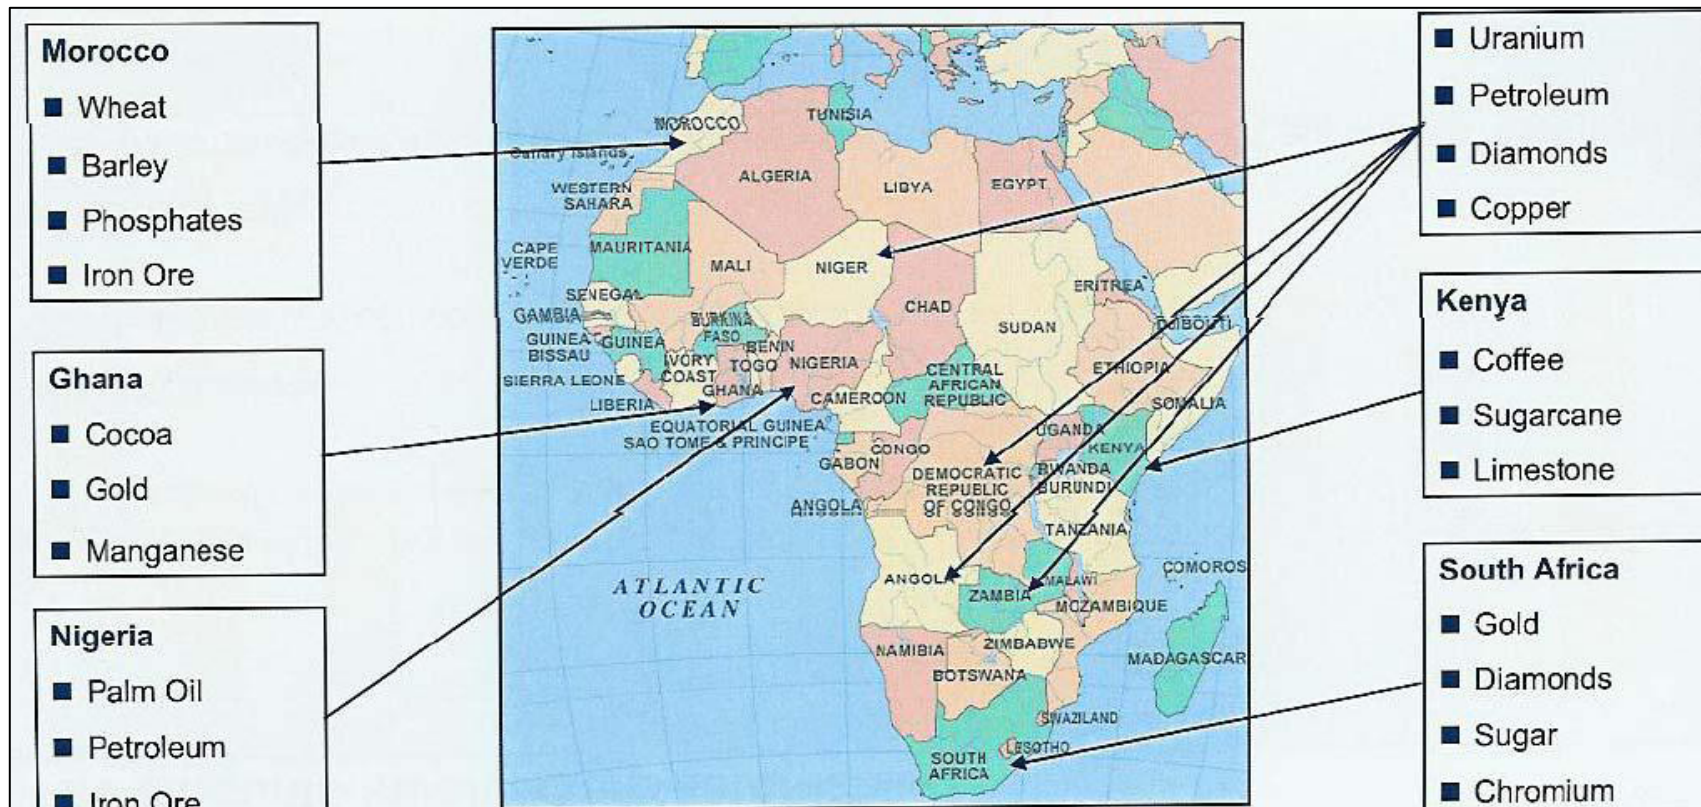 Morocco
Wheat
Barley
Phosphates
Iron Ore
Ghana
Cocoa
Gold
Manganese
Nigeria
Palm Oil
Petroleum
Iron Ore
MOROCCO
TUNISIA
Canary Islands
ALGERIA
LIBYA
EGYPT
WESTERN
SAHARA
CAPE
VERDE
MAURITANIA
MALI
NIGER
CHAD
SUDAN
ERITREA
DJIBOUTI
SENEGAL
GAMBIA
GUINEA
BISSAU
GUINEA
BURKINA
FASO
BENIN
TOGO
IVORY
COAST
GHANA
NIGERIA
SIERRA LEONE
LIBERIA
CAMEROON
CENTRAL
AFRICAN
REPUBLIC
ETHIOPIA
SOMALIA
EQUATORIAL GUINEA
SAO TOME & PRINCIPE
GABON
CONGO
DEMOCRATIC
REPUBLIC
OF CONGO
UGANDA
KENYA
RWANDA
BURUNDI
TANZANIA
ANGOLA
ANGOLA
ZAMBIA
MALAWI
MOZAMBIQUE
COMOROS
ATLANTIC
OCEAN
NAMIBIA
ZIMBABWE
BOTSWANA
MADAGASCAR
SWAZILAND
LESOTHO
SOUTH
AFRICA
Uranium
Petroleum
Diamonds
Copper
Kenya
Coffee
Sugarcane
Limestone
South Africa
Gold
Diamonds
Sugar
Chromium